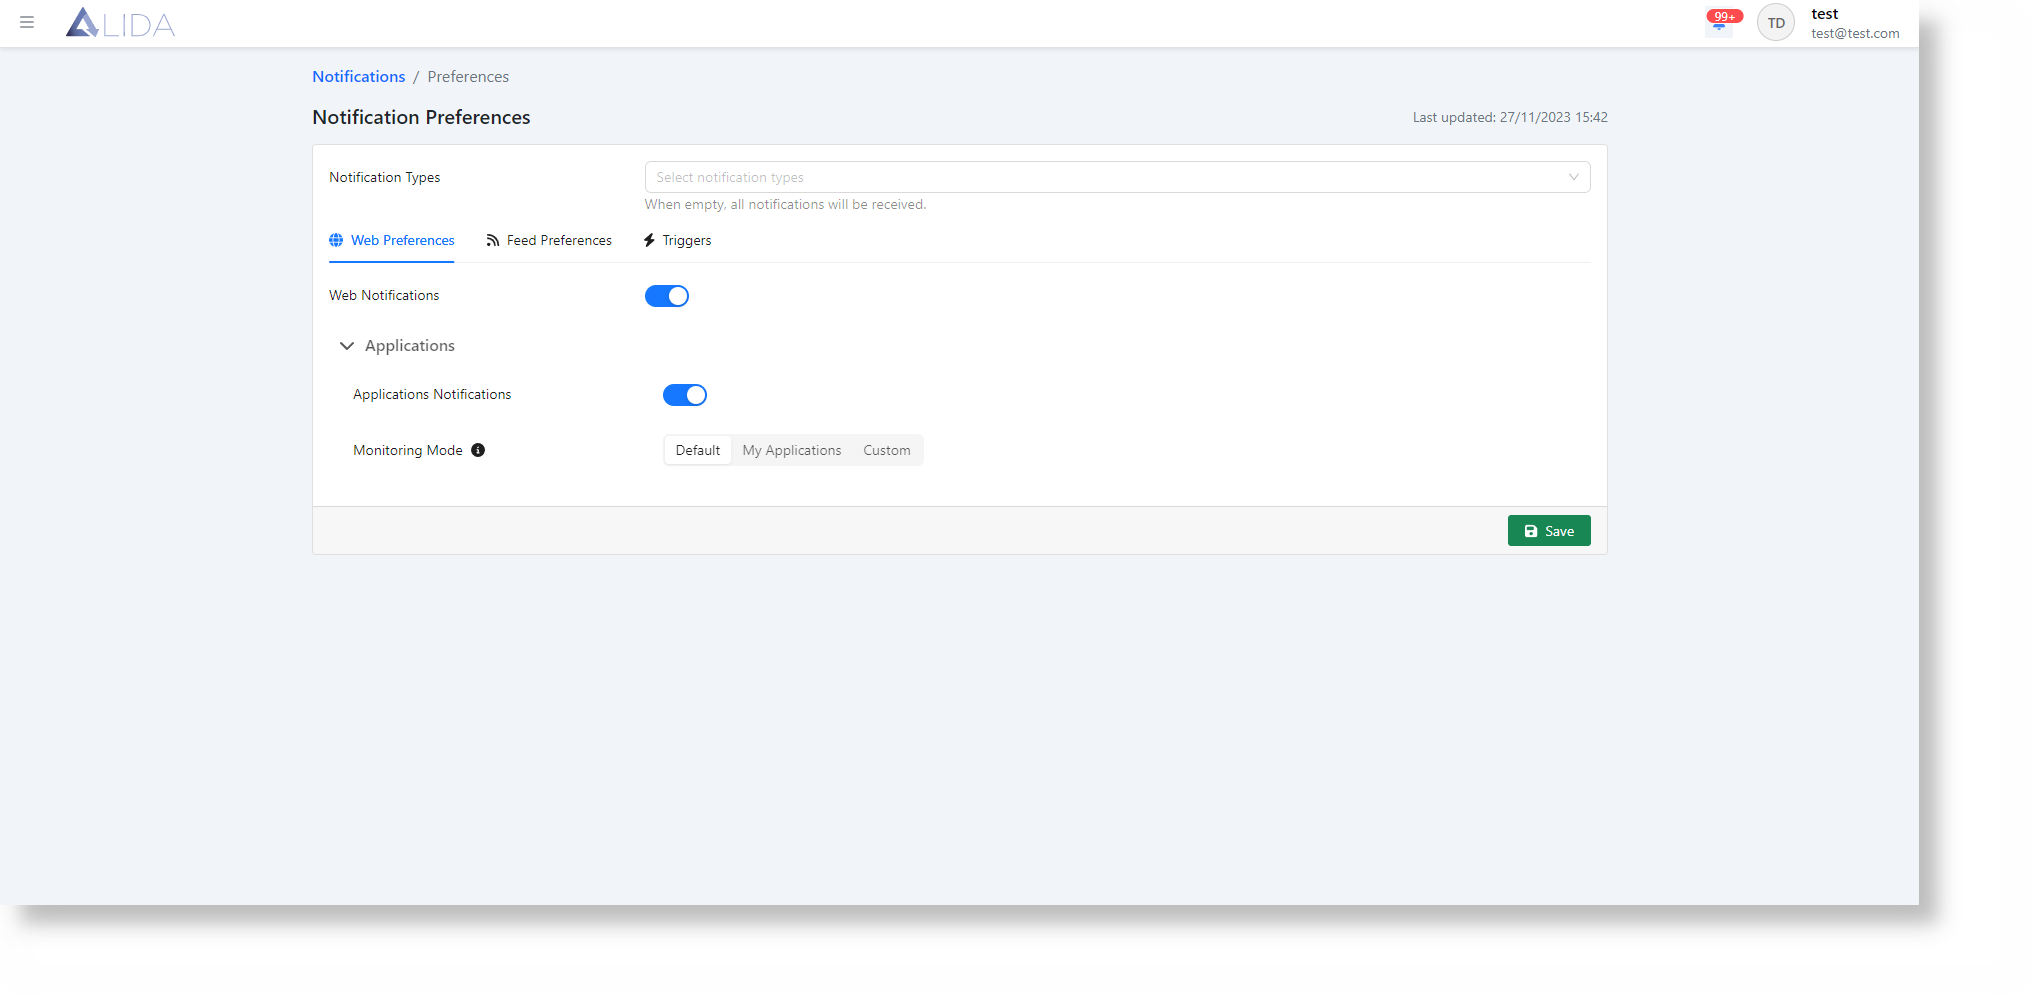 ALIDA
99+
TD
test
test@test.com
Notifications / Preferences
Notification Preferences
Last updated: 27/11/2023 15:42
Notification Types
Select notification types
When empty, all notifications will be received.
Web Preferences
Feed Preferences
Triggers
Web Notifications
Applications
Applications Notifications
Monitoring Mode
Default
My Applications
Custom
Save